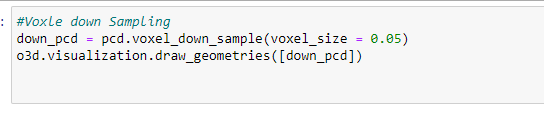 #Voxle down Sampling
down_pcd = pcd.voxel_down_sample(voxel_size = 0.05)
o3d.visualization.draw_geometries([down_pcd])